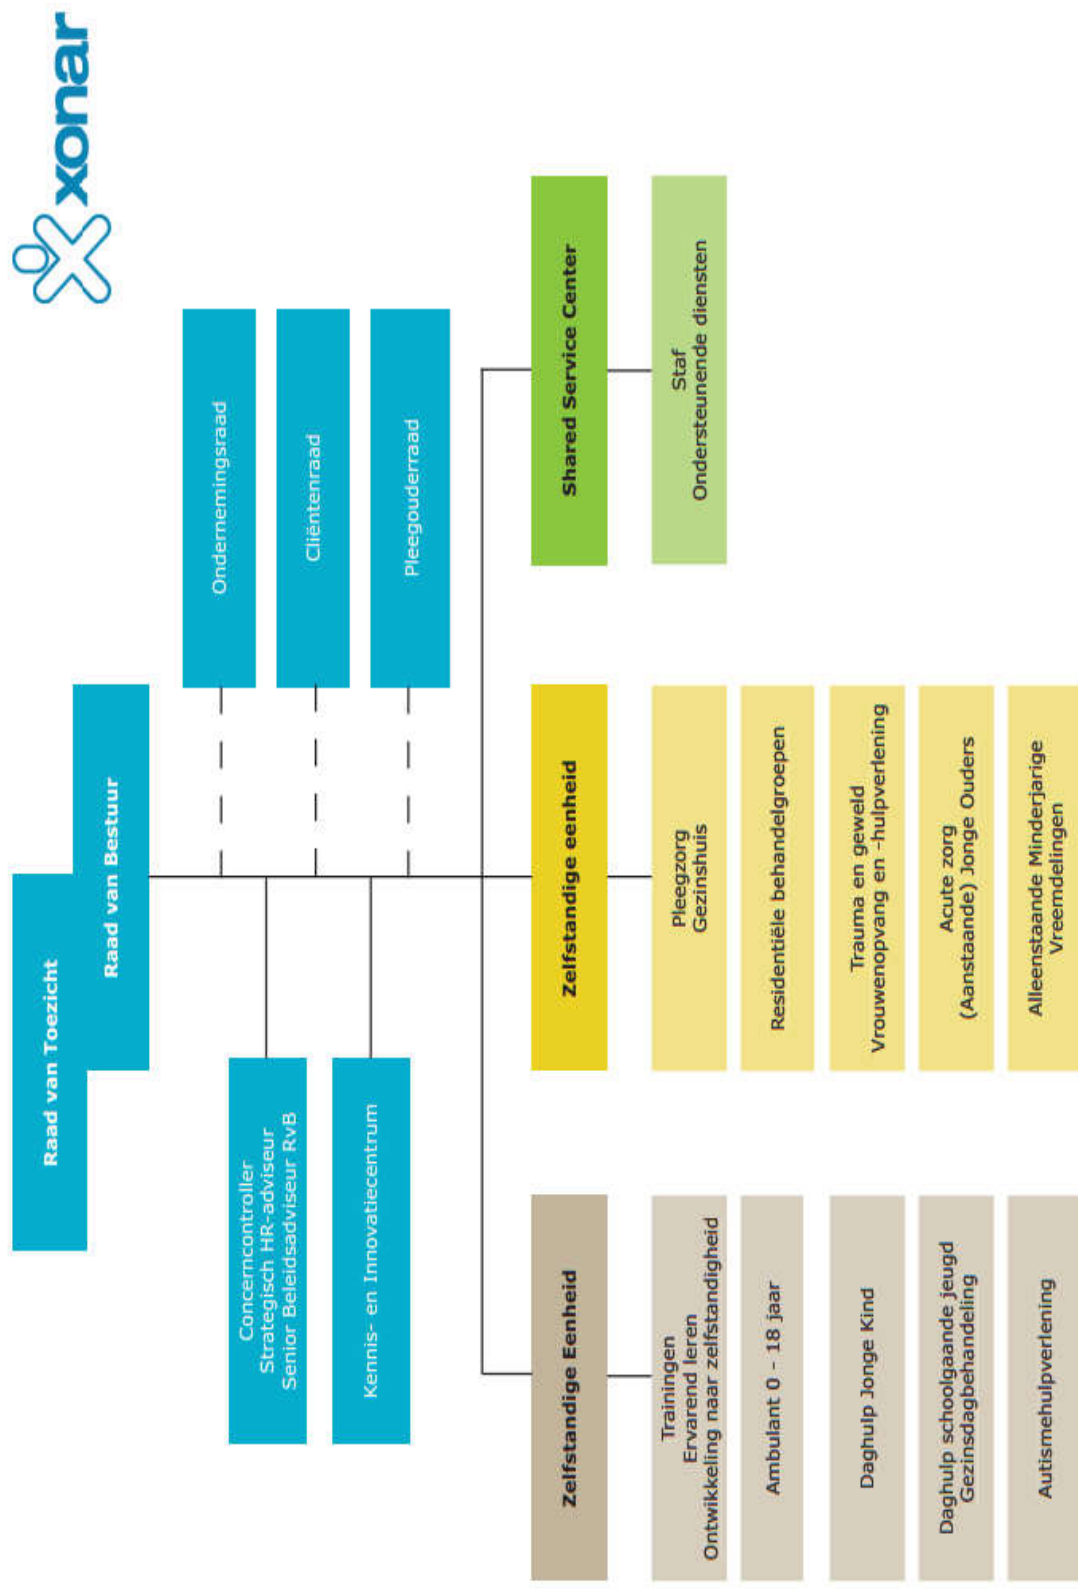 xonar
Raad van Toezicht
Raad van Bestuur
Ondernemingsraad
Concerncontroller
Strategisch HR-adviseur
Senior Beleidsadviseur RvB
Cliëntenraad
Kennis- en Innovatiecentrum
Pleegouderraad
Zelfstandige Eenheid
Trainingen
Ervarend leren
Ontwikkeling naar zelfstandigheid
Ambulant 0 - 18 jaar
Daghulp Jonge Kind
Daghulp schoolgaande jeugd
Gezinsdagbehandeling
Autismehulpverlening
Zelfstandige eenheid
Pleegzorg
Gezinshuis
Residentiële behandelgroepen
Trauma en geweld
Vrouwenopvang en -hulpverlening
Acute zorg
(Aanstaande) Jonge Ouders
Alleenstaande Minderjarige
Vreemdelingen
Shared Service Center
Staf
Ondersteunende diensten